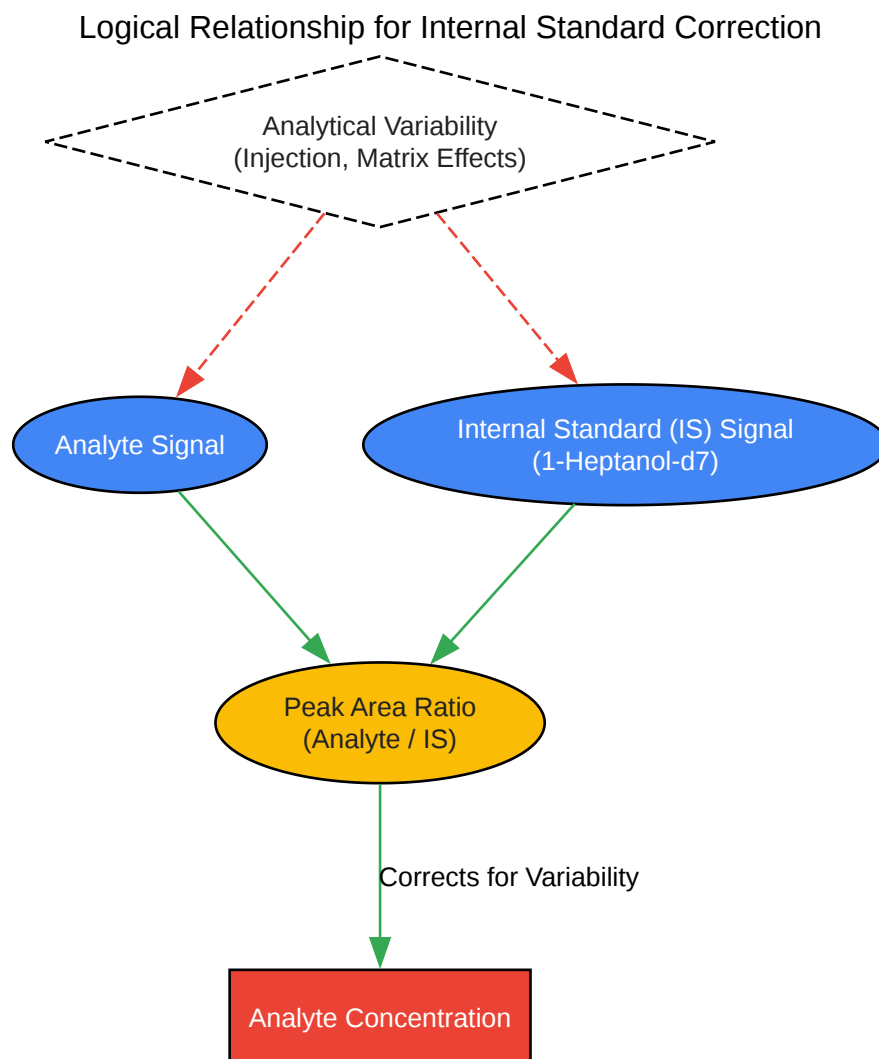 Logical Relationship for Internal Standard Correction
Analytical Variability
(Injection, Matrix Effects)
Analyte Signal
Internal Standard (IS) Signal
(1-Heptanol-d7)
Peak Area Ratio
(Analyte / IS)
Corrects for Variability
Analyte Concentration